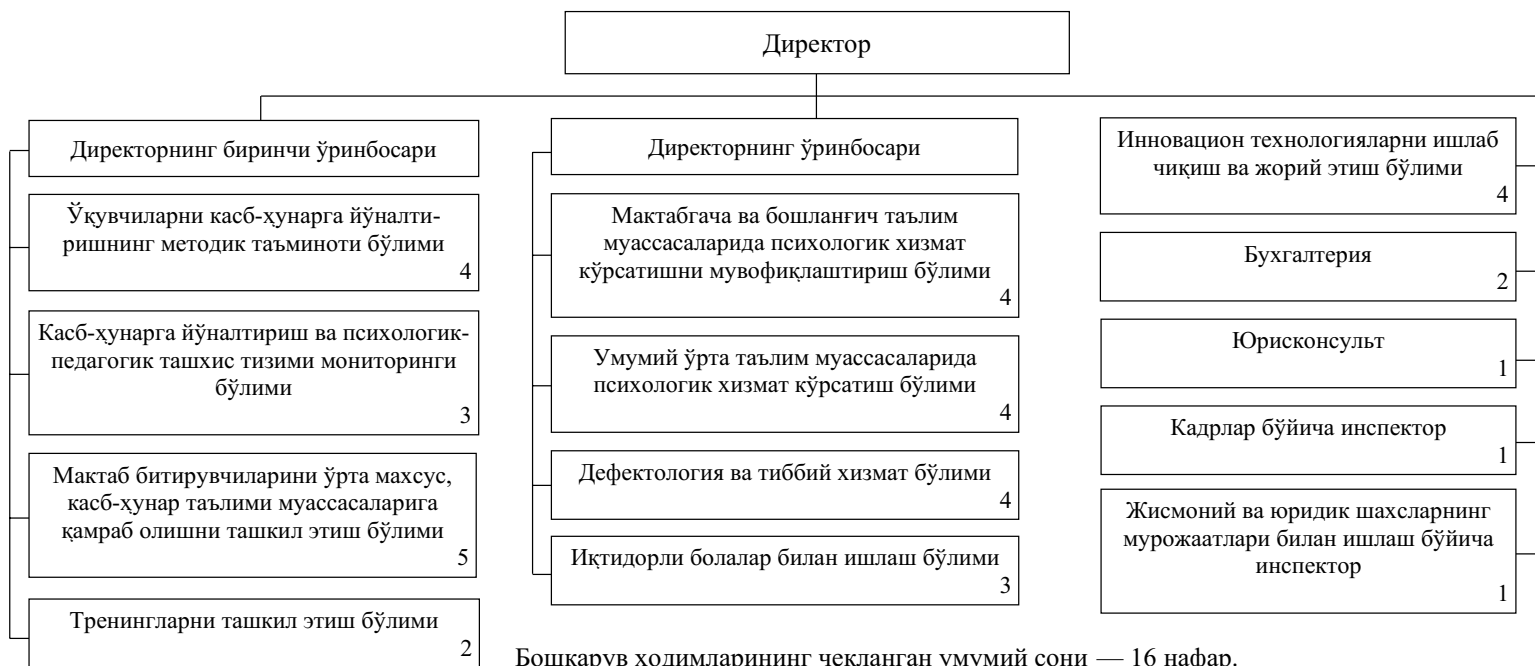 Директор
Директорнинг биринчи ўринбосари
Ўқувчиларни касб-ҳунарга йўналти-
ришнинг методик таъминоти бўлими
4
Касб-ҳунарга йўналтириш ва психологик-
педагогик ташхис тизими мониторинги
бўлими
3
Мактаб битирувчиларини ўрта махсус,
касб-ҳунар таълими муассасаларига
қамраб олишни ташкил этиш бўлими
5
Тренингларни ташкил этиш бўлими
2
Директорнинг ўринбосари
Мактабгача ва бошланғич таълим
муассасаларида психологик хизмат
кўрсатишни мувофиқлаштириш бўлими
4
Умумий ўрта таълим муассасаларида
психологик хизмат кўрсатиш бўлими
4
Дефектология ва тиббий хизмат бўлими
4
Иқтидорли болалар билан ишлаш бўлими
3
Инновацион технологияларни ишлаб
чиқиш ва жорий этиш бўлими
4
Бухгалтерия
2
Юрисконсульт
1
Кадрлар бўйича инспектор
1
Жисмоний ва юридик шахсларнинг
мурожаатлари билан ишлаш бўйича
инспектор
1
Бошқарув ходимларининг чекланган умумий сони — 16 нафар.